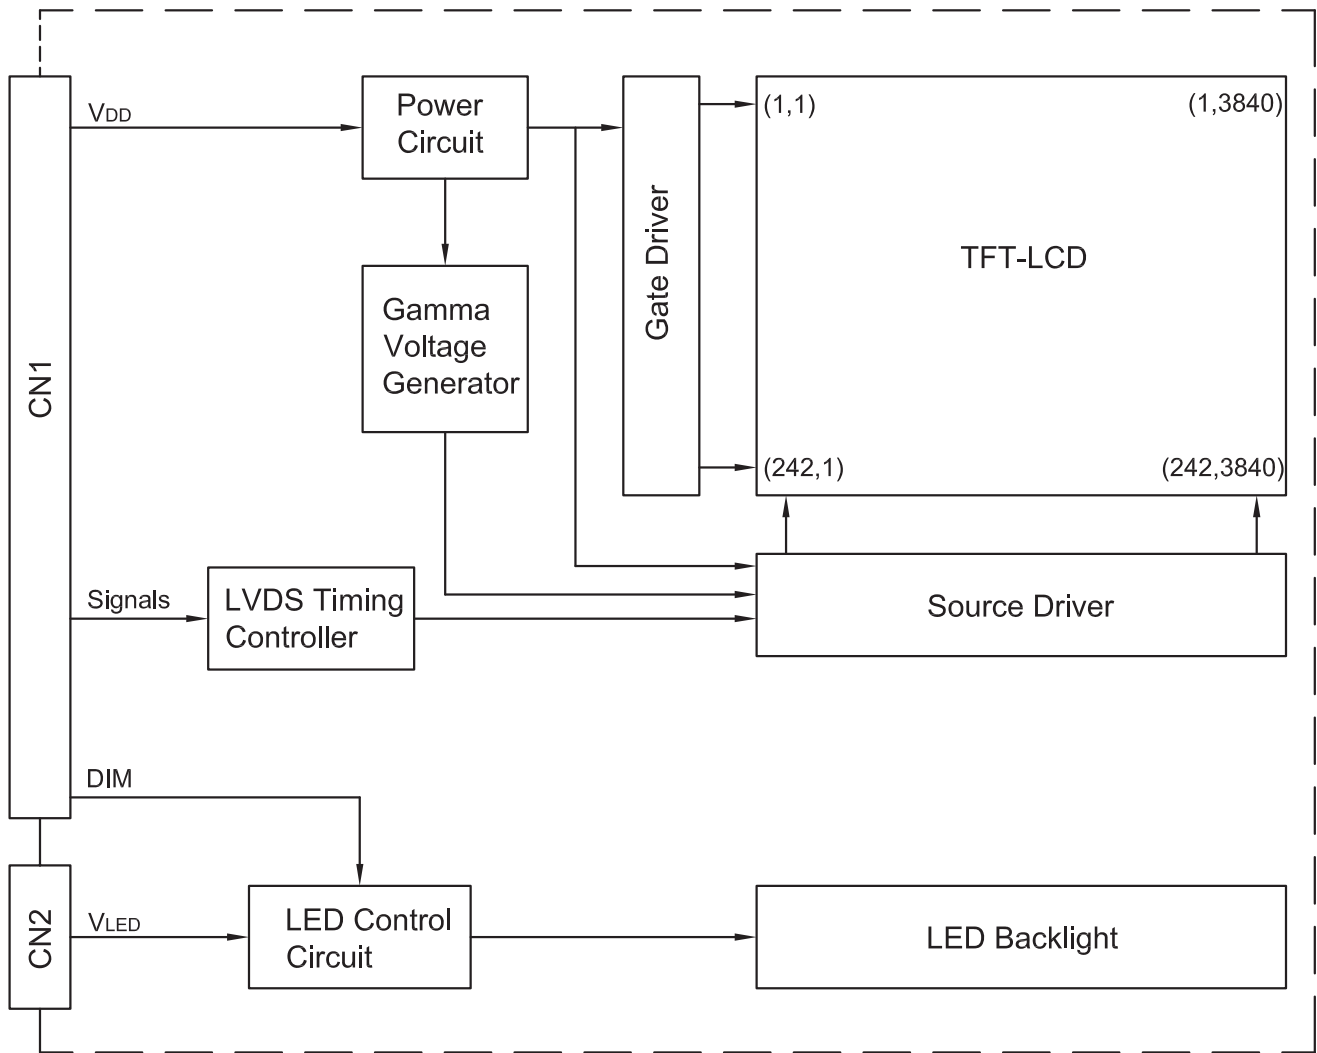 VDD
Power
Circuit
(1,1)
(1,3840)
Gate Driver
TFT-LCD
Gamma
Voltage
Generator
CN1
(242,1)
(242,3840)
Signals
LVDS Timing
Controller
Source Driver
DIM
CN2
VLED
LED Control
Circuit
LED Backlight